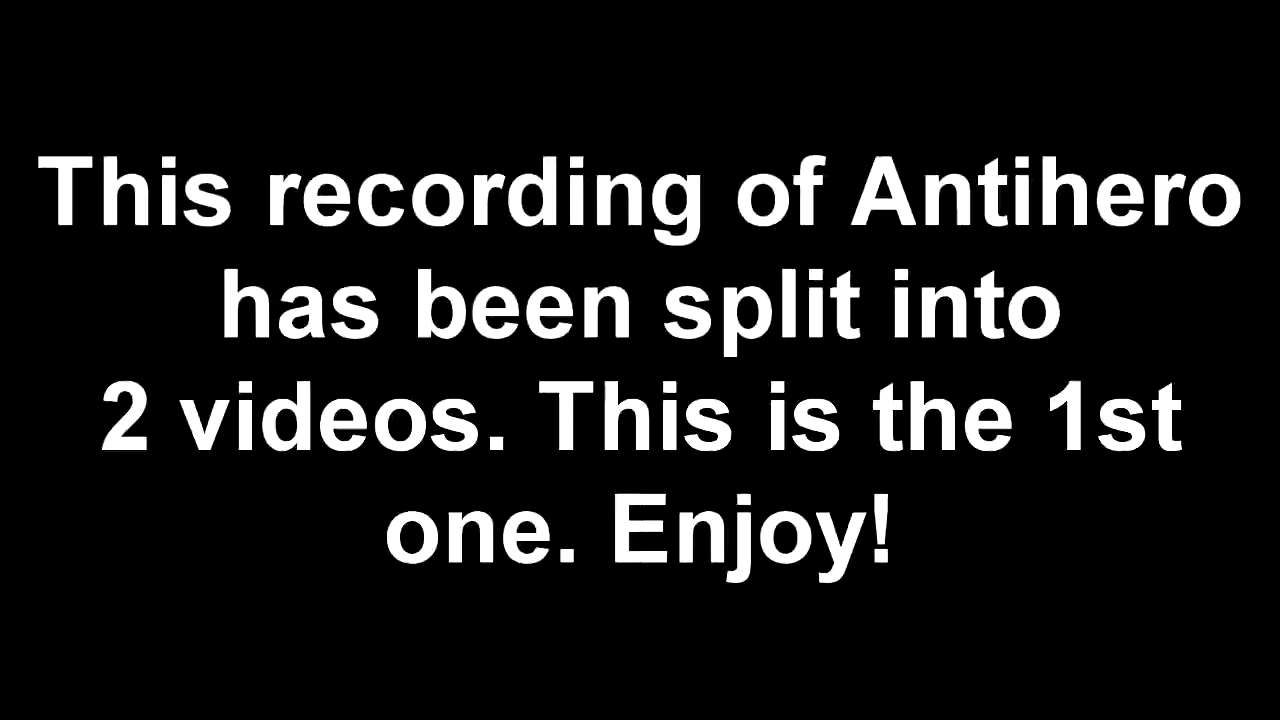 This recording of Antihero
has been split into
2 videos. This is the 1st
one. Enjoy!